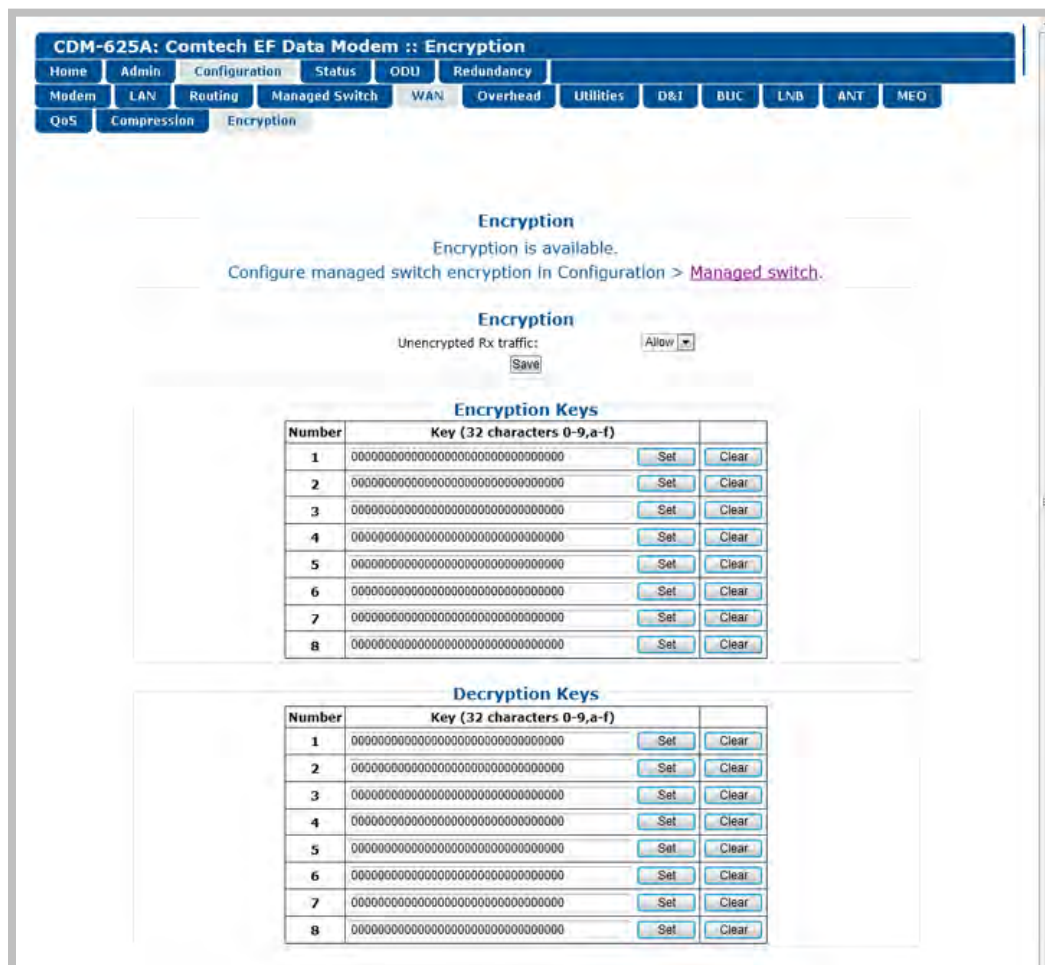 CDM-625A: Comtech EF Data Modem :: Encryption
Home Admin Configuration Status ODU Redundancy
Modem LAN Routing Managed Switch WAN Overhead Utilities D&I BUC LNB ANT MEO
QoS Compression Encryption
Encryption
Encryption is available.
Configure managed switch encryption in Configuration > Managed switch.
Encryption
Unencrypted Rx traffic: Allow
Save
Encryption Keys
Number Key (32 characters 0-9,a-f)
1 00000000000000000000000000000000 Set Clear
2 00000000000000000000000000000000 Set Clear
3 00000000000000000000000000000000 Set Clear
4 00000000000000000000000000000000 Set Clear
5 00000000000000000000000000000000 Set Clear
6 00000000000000000000000000000000 Set Clear
7 00000000000000000000000000000000 Set Clear
8 00000000000000000000000000000000 Set Clear
Decryption Keys
Number Key (32 characters 0-9,a-f)
1 00000000000000000000000000000000 Set Clear
2 00000000000000000000000000000000 Set Clear
3 00000000000000000000000000000000 Set Clear
4 00000000000000000000000000000000 Set Clear
5 00000000000000000000000000000000 Set Clear
6 00000000000000000000000000000000 Set Clear
7 00000000000000000000000000000000 Set Clear
8 00000000000000000000000000000000 Set Clear